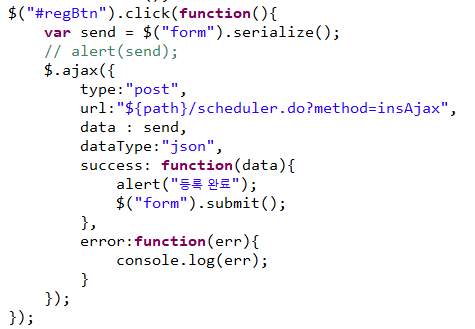 $("#regBtn").click(function(){
    var send = $("form").serialize();
    // alert(send);
    $.ajax({
        type:"post",
        url:"${path}/scheduler.do?method=insAjax",
        data : send,
        dataType:"json",
        success: function(data){
            alert("등록 완료");
            $("form").submit();
        },
        error:function(err){
            console.log(err);
        }
    });
});